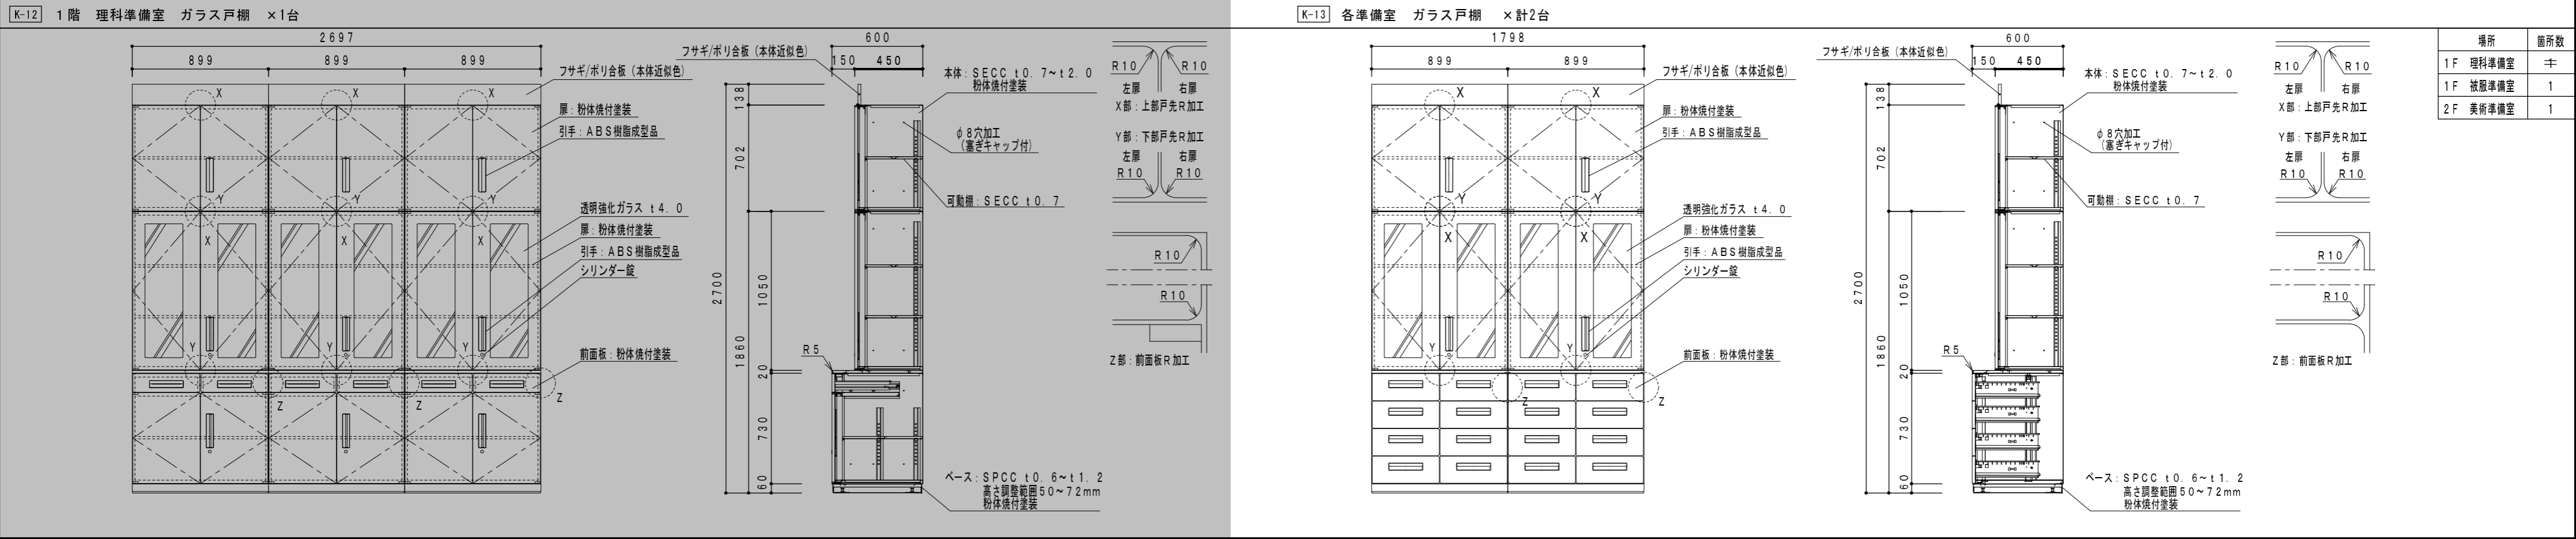 K-12 1階 理科準備室 ガラス戸棚 ×1台
2697
899 899 899
フサギ/ポリ合板（本体近似色）
扉：粉体焼付塗装
引手：ABS樹脂成型品
透明強化ガラス t4.0
扉：粉体焼付塗装
引手：ABS樹脂成型品
シリンダー錠
前面板：粉体焼付塗装
X X X
Y Y Y
X X X
Y Y Y
Z Z Z
フサギ/ポリ合板（本体近似色）
600
150 450
138
702
2700
1050
1860
20
730
60
R5
本体：SECC t0.7~t2.0
粉体焼付塗装
φ8穴加工
（塞ぎキャップ付）
可動棚：SECC t0.7
ベース：SPCC t0.6~t1.2
高さ調整範囲50~72mm
粉体焼付塗装
R10 R10
左扉 右扉
X部：上部戸先R加工
Y部：下部戸先R加工
左扉 右扉
R10 R10
R10
R10
Z部：前面板R加工
K-13 各準備室 ガラス戸棚 ×計2台
1798
899 899
フサギ/ポリ合板（本体近似色）
扉：粉体焼付塗装
引手：ABS樹脂成型品
透明強化ガラス t4.0
扉：粉体焼付塗装
引手：ABS樹脂成型品
シリンダー錠
前面板：粉体焼付塗装
X X
Y Y
X X
Y Y
Z Z
フサギ/ポリ合板（本体近似色）
600
150 450
138
702
2700
1050
1860
20
730
60
R5
本体：SECC t0.7~t2.0
粉体焼付塗装
φ8穴加工
（塞ぎキャップ付）
可動棚：SECC t0.7
ベース：SPCC t0.6~t1.2
高さ調整範囲50~72mm
粉体焼付塗装
R10 R10
左扉 右扉
X部：上部戸先R加工
Y部：下部戸先R加工
左扉 右扉
R10 R10
R10
R10
Z部：前面板R加工
場所 箇所数
1F 理科準備室
1F 被服準備室 1
2F 美術準備室 1